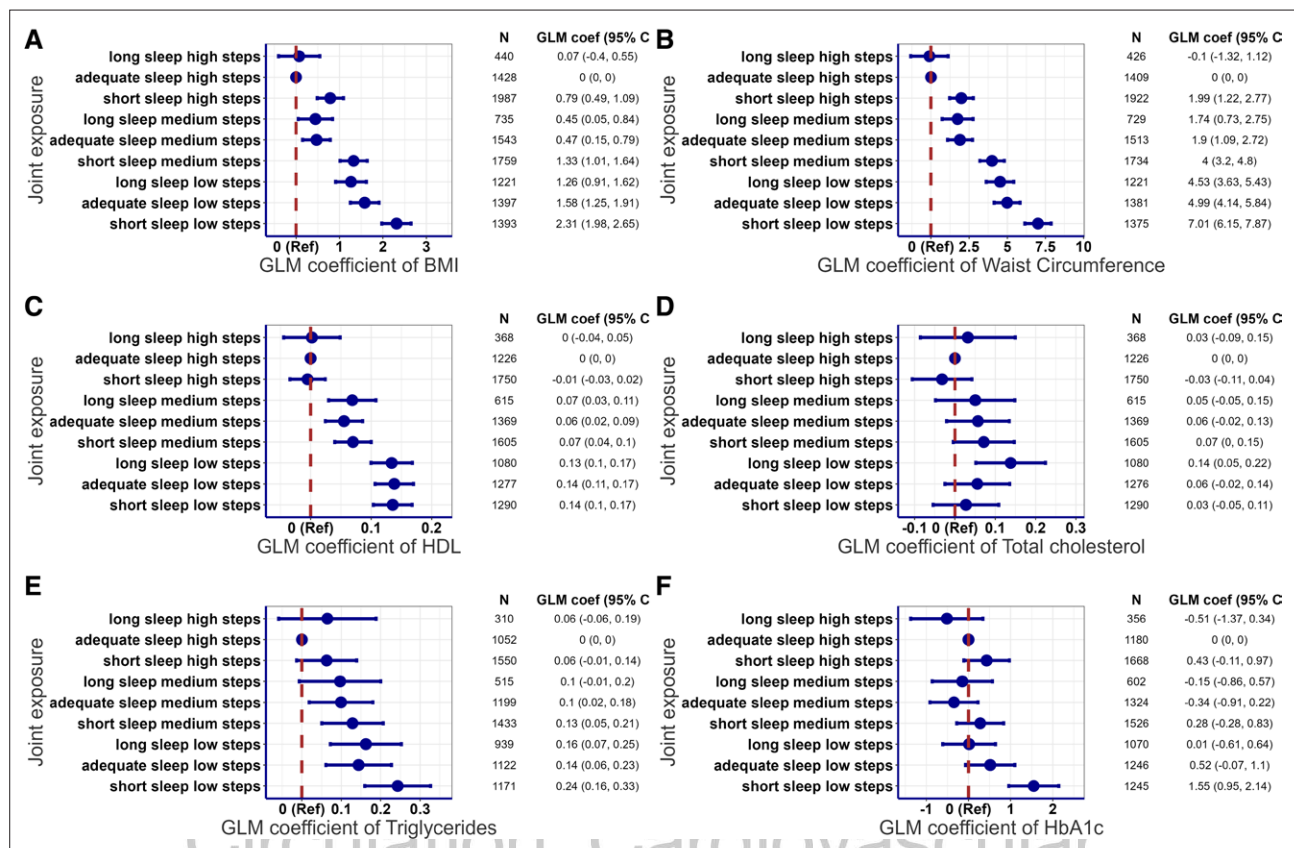 A
N GLM coef (95% C
long sleep high steps 440 0.07 (-0.4, 0.55)
adequate sleep high steps 1428 0 (0, 0)
short sleep high steps 1987 0.79 (0.49, 1.09)
long sleep medium steps 735 0.45 (0.05, 0.84)
adequate sleep medium steps 1543 0.47 (0.15, 0.79)
short sleep medium steps 1759 1.33 (1.01, 1.64)
long sleep low steps 1221 1.26 (0.91, 1.62)
adequate sleep low steps 1397 1.58 (1.25, 1.91)
short sleep low steps 1393 2.31 (1.98, 2.65)
Joint exposure
0 (Ref) 1 2 3
GLM coefficient of BMI
B
N GLM coef (95% C
long sleep high steps 426 -0.1 (-1.32, 1.12)
adequate sleep high steps 1409 0 (0, 0)
short sleep high steps 1922 1.99 (1.22, 2.77)
long sleep medium steps 729 1.74 (0.73, 2.75)
adequate sleep medium steps 1513 1.9 (1.09, 2.72)
short sleep medium steps 1734 4 (3.2, 4.8)
long sleep low steps 1221 4.53 (3.63, 5.43)
adequate sleep low steps 1381 4.99 (4.14, 5.84)
short sleep low steps 1375 7.01 (6.15, 7.87)
Joint exposure
0 (Ref) 2.5 5 7.5 10
GLM coefficient of Waist Circumference
C
N GLM coef (95% C
long sleep high steps 368 0 (-0.04, 0.05)
adequate sleep high steps 1226 0 (0, 0)
short sleep high steps 1750 -0.01 (-0.03, 0.02)
long sleep medium steps 615 0.07 (0.03, 0.11)
adequate sleep medium steps 1369 0.06 (0.02, 0.09)
short sleep medium steps 1605 0.07 (0.04, 0.1)
long sleep low steps 1080 0.13 (0.1, 0.17)
adequate sleep low steps 1277 0.14 (0.11, 0.17)
short sleep low steps 1290 0.14 (0.1, 0.17)
Joint exposure
0 (Ref) 0.1 0.2
GLM coefficient of HDL
D
N GLM coef (95% C
long sleep high steps 368 0.03 (-0.09, 0.15)
adequate sleep high steps 1226 0 (0, 0)
short sleep high steps 1750 -0.03 (-0.11, 0.04)
long sleep medium steps 615 0.05 (-0.05, 0.15)
adequate sleep medium steps 1369 0.06 (-0.02, 0.13)
short sleep medium steps 1605 0.07 (0, 0.15)
long sleep low steps 1080 0.14 (0.05, 0.22)
adequate sleep low steps 1276 0.06 (-0.02, 0.14)
short sleep low steps 1290 0.03 (-0.05, 0.11)
Joint exposure
-0.1 0 (Ref) 0.1 0.2 0.3
GLM coefficient of Total cholesterol
E
N GLM coef (95% C
long sleep high steps 310 0.06 (-0.06, 0.19)
adequate sleep high steps 1052 0 (0, 0)
short sleep high steps 1550 0.06 (-0.01, 0.14)
long sleep medium steps 515 0.1 (-0.01, 0.2)
adequate sleep medium steps 1199 0.1 (0.02, 0.18)
short sleep medium steps 1433 0.13 (0.05, 0.21)
long sleep low steps 939 0.16 (0.07, 0.25)
adequate sleep low steps 1122 0.14 (0.06, 0.23)
short sleep low steps 1171 0.24 (0.16, 0.33)
Joint exposure
0 (Ref) 0.1 0.2 0.3
GLM coefficient of Triglycerides
F
N GLM coef (95% C
long sleep high steps 356 -0.51 (-1.37, 0.34)
adequate sleep high steps 1180 0 (0, 0)
short sleep high steps 1668 0.43 (-0.11, 0.97)
long sleep medium steps 602 -0.15 (-0.86, 0.57)
adequate sleep medium steps 1324 -0.34 (-0.91, 0.22)
short sleep medium steps 1526 0.28 (-0.28, 0.83)
long sleep low steps 1070 0.01 (-0.61, 0.64)
adequate sleep low steps 1246 0.52 (-0.07, 1.1)
short sleep low steps 1245 1.55 (0.95, 2.14)
Joint exposure
-1 0 (Ref) 1 2
GLM coefficient of HbA1c
Circulation: Cardiovascular